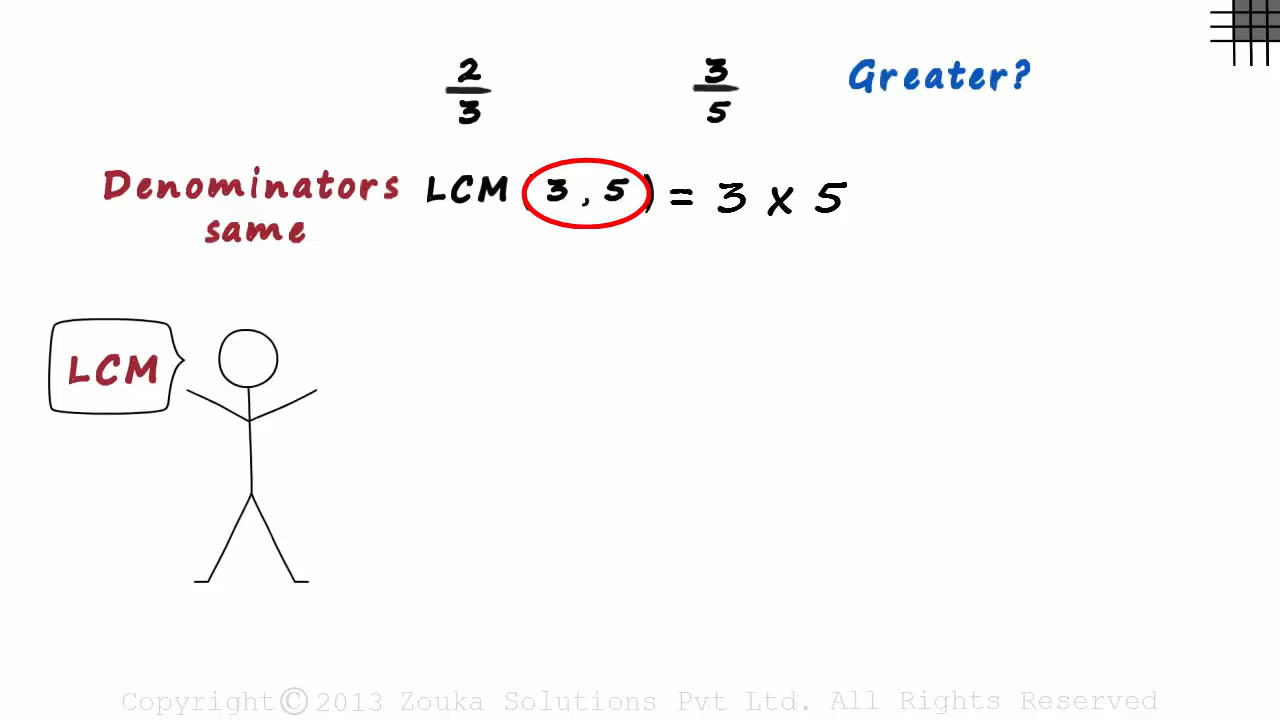 2/3 3/5 Greater?
Denominators same LCM (3 , 5) = 3 x 5
LCM
Copyright© 2013 Zouka Solutions Pvt Ltd. All Rights Reserved